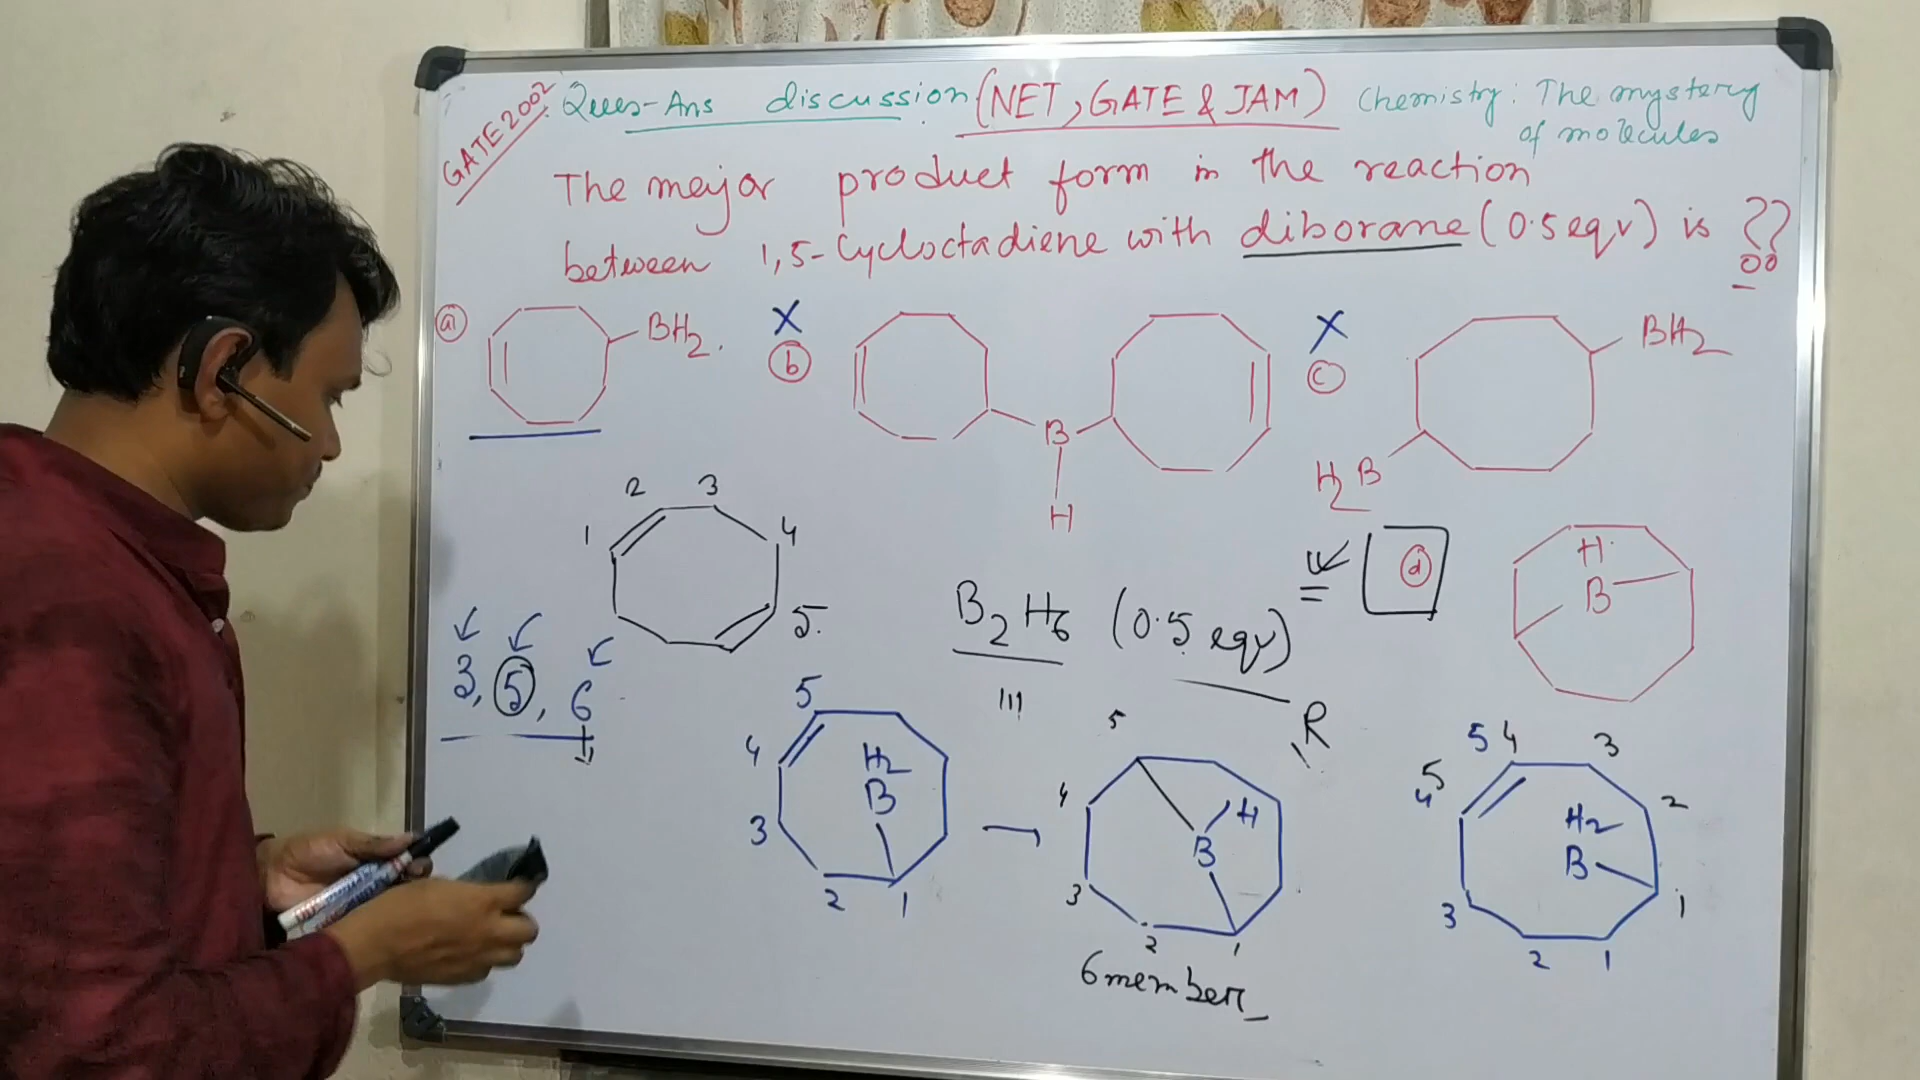 GATE 2002
Ques-Ans discussion (NET, GATE & JAM) Chemistry: The mystery
of molecules
The major product form in the reaction
between 1,5-Cycloctadiene with diborane (0.5 eqv) is ??
a BH2.
X b B H
X c BH2 H2B
d H B
1 2 3 4 5.
B2H6 (0.5 eqv)
3, 5, 6
R
5 4 3 2 1 H2 B
5 4 3 2 1 B H
6 member
5 4 3 2 1 5 4 3 2 1 H2 B